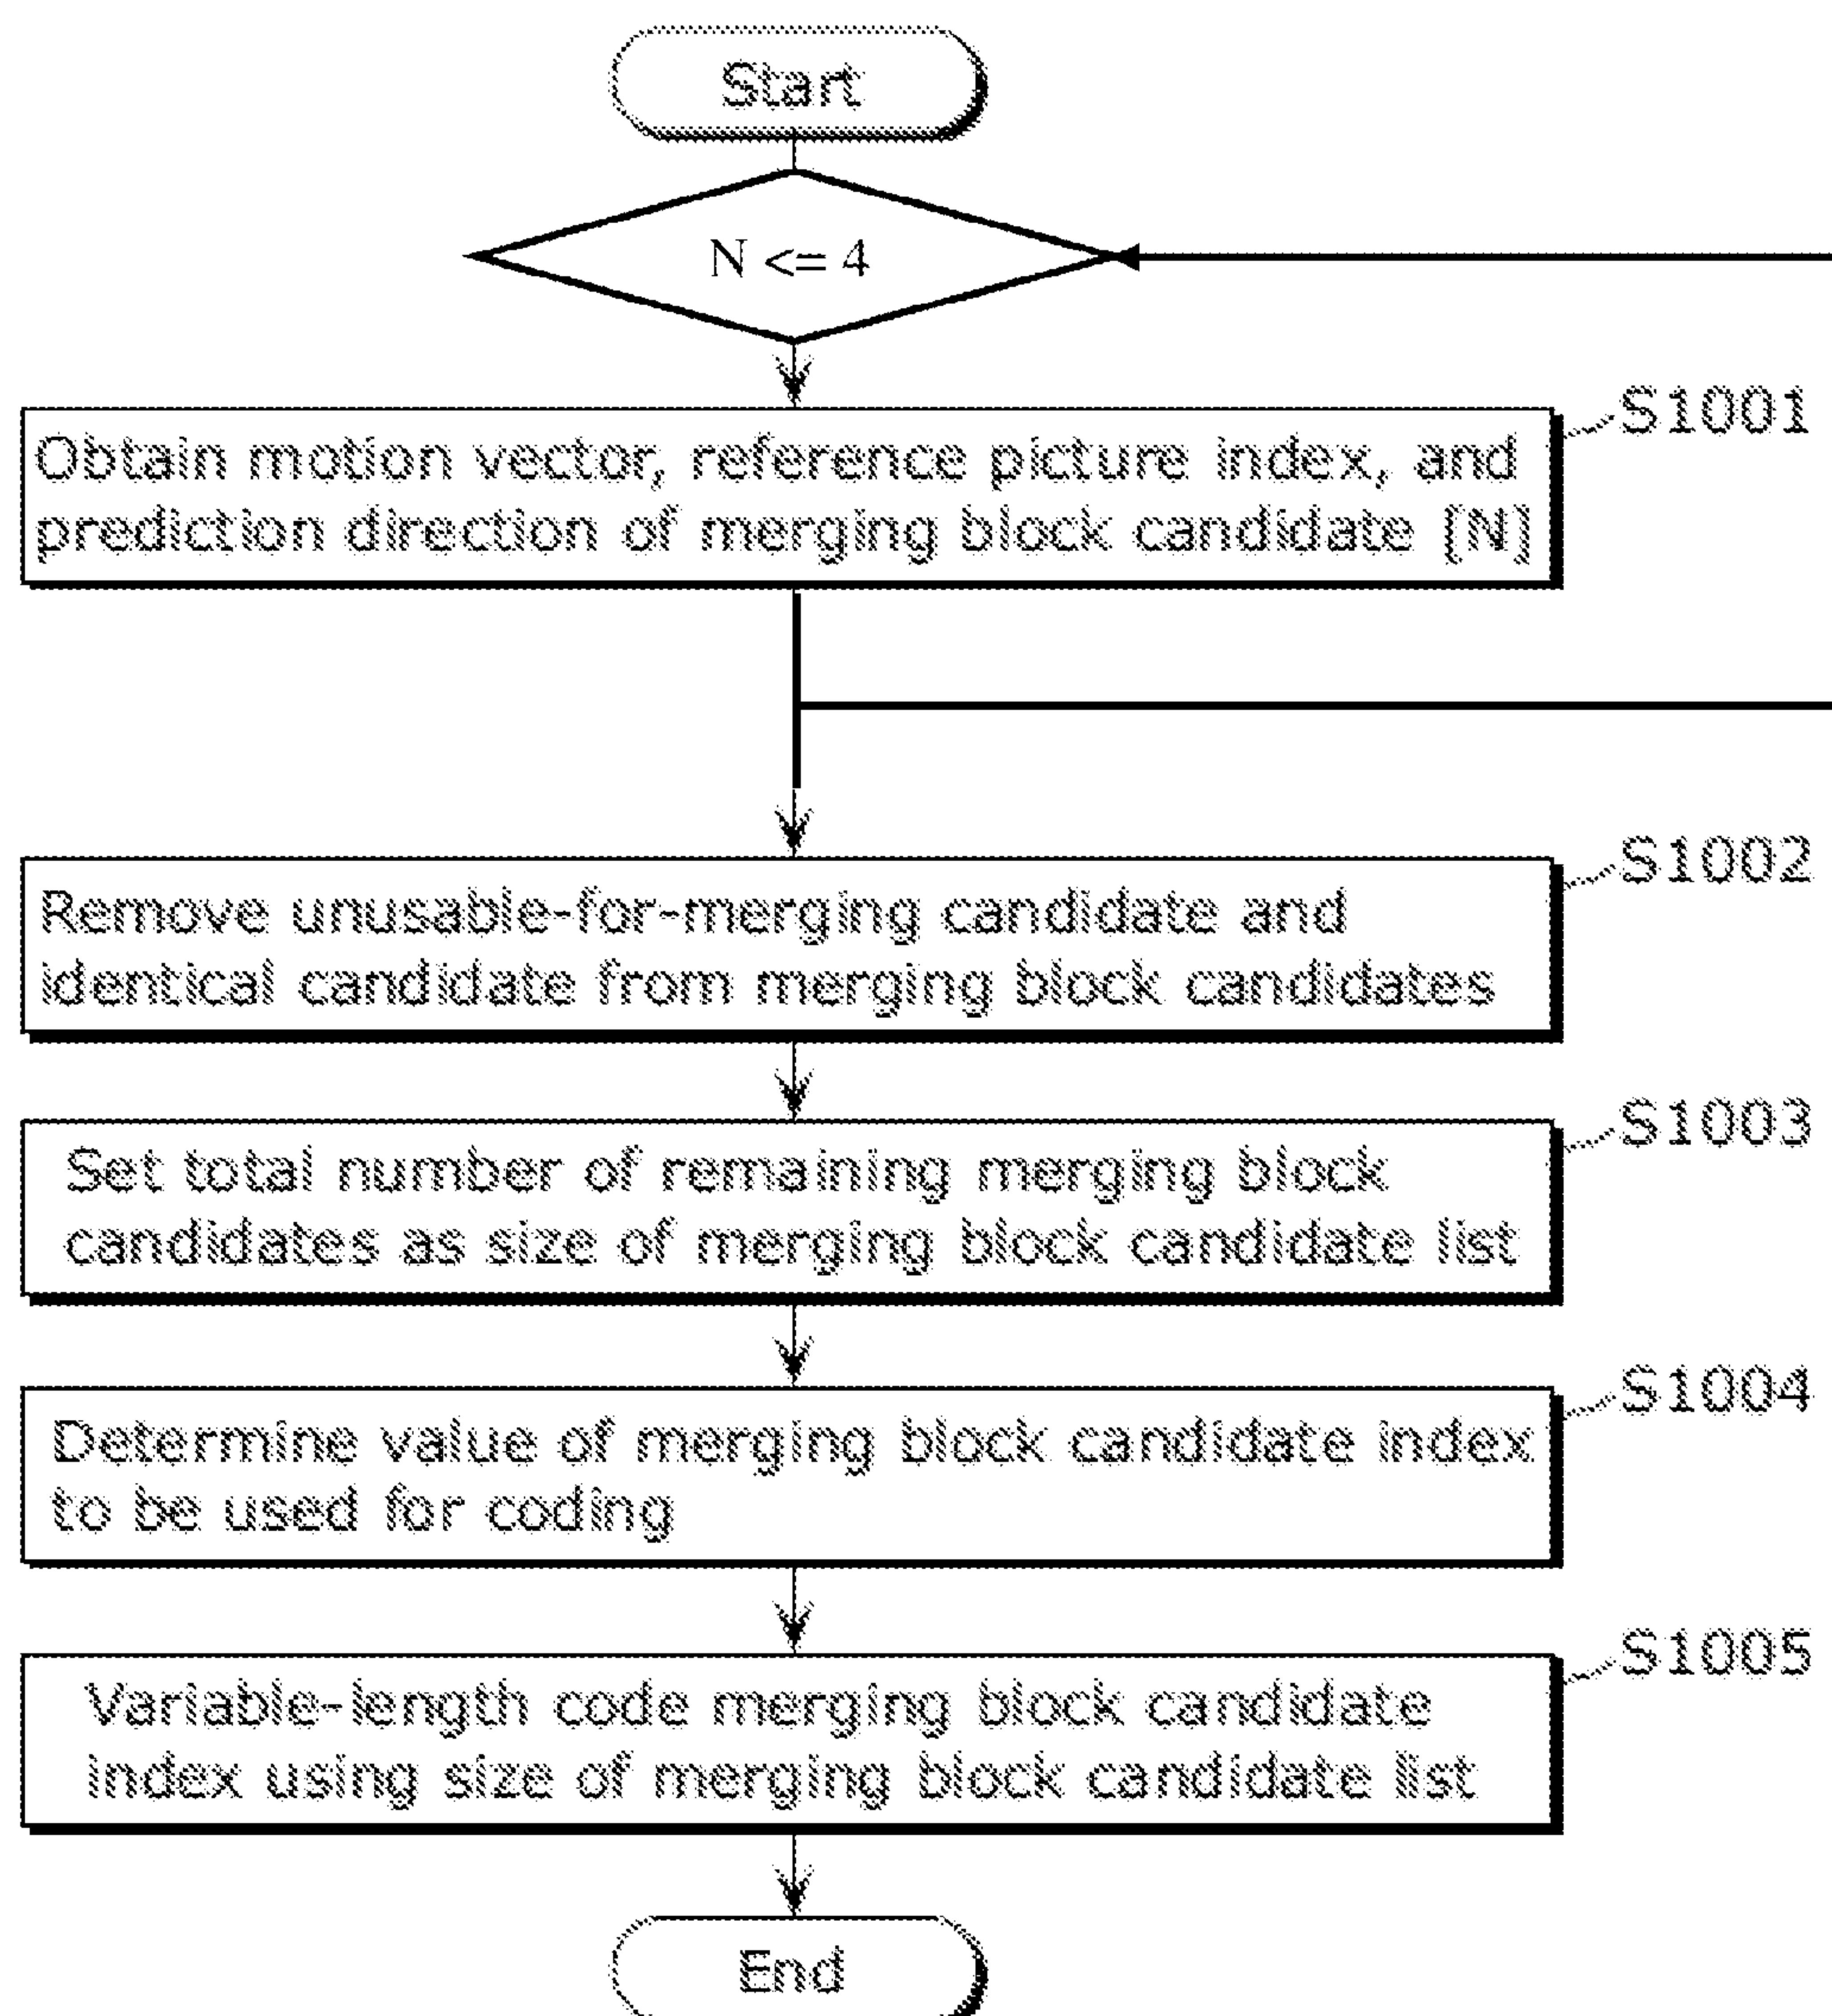 Start
N <= 4
S1001
Obtain motion vector, reference picture index, and
prediction direction of merging block candidate [N]
S1002
Remove unusable-for-merging candidate and
identical candidate from merging block candidates
S1003
Set total number of remaining merging block
candidates as size of merging block candidate list
S1004
Determine value of merging block candidate index
to be used for coding
S1005
Variable-length code merging block candidate
index using size of merging block candidate list
End